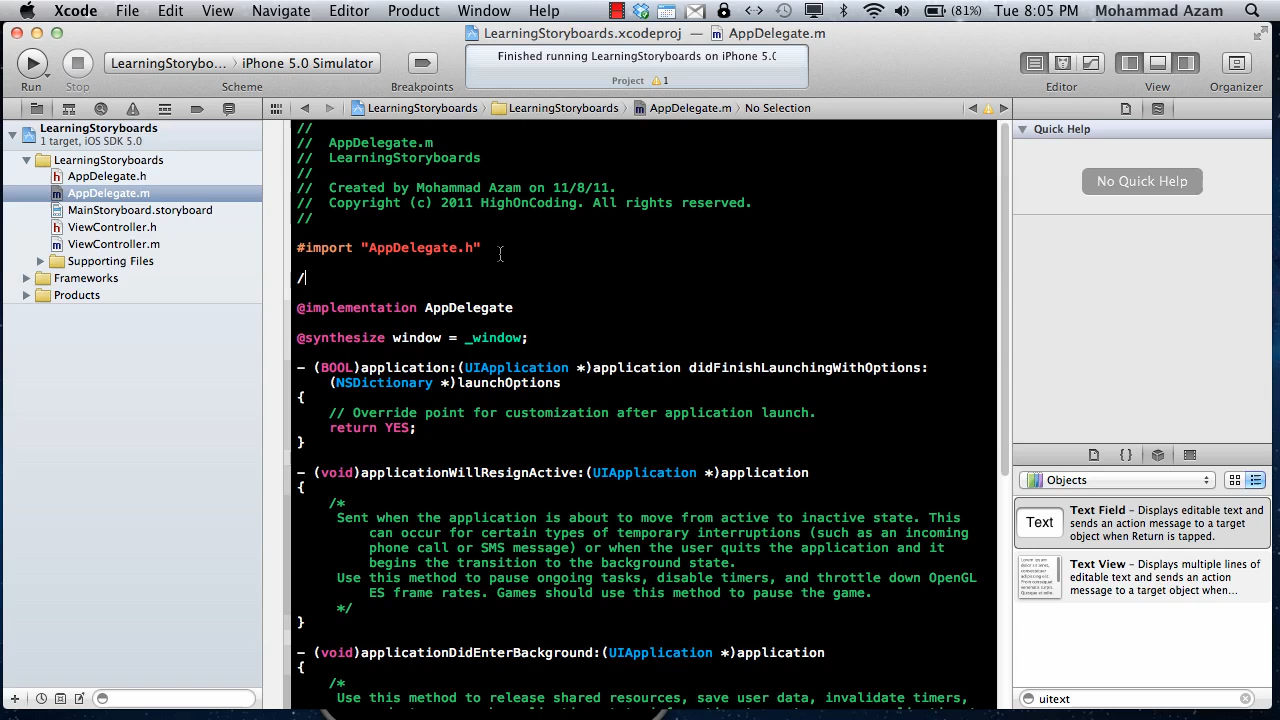 Xcode File Edit View Navigate Editor Product Window Help (81%) Tue 8:05 PM Mohammad Azam
LearningStoryboards.xcodeproj — AppDelegate.m
LearningStorybo... iPhone 5.0 Simulator
Finished running LearningStoryboards on iPhone 5.0
Project 1
Run Stop Scheme Breakpoints Editor View Organizer
LearningStoryboards
1 target, iOS SDK 5.0
LearningStoryboards
AppDelegate.h
AppDelegate.m
MainStoryboard.storyboard
ViewController.h
ViewController.m
Supporting Files
Frameworks
Products
LearningStoryboards LearningStoryboards AppDelegate.m No Selection
//
// AppDelegate.m
// LearningStoryboards
//
// Created by Mohammad Azam on 11/8/11.
// Copyright (c) 2011 HighOnCoding. All rights reserved.
//
#import "AppDelegate.h"
/
@implementation AppDelegate
@synthesize window = _window;
- (BOOL)application:(UIApplication *)application didFinishLaunchingWithOptions:
(NSDictionary *)launchOptions
{
// Override point for customization after application launch.
return YES;
}
- (void)applicationWillResignActive:(UIApplication *)application
{
/*
Sent when the application is about to move from active to inactive state. This
can occur for certain types of temporary interruptions (such as an incoming
phone call or SMS message) or when the user quits the application and it
begins the transition to the background state.
Use this method to pause ongoing tasks, disable timers, and throttle down OpenGL
ES frame rates. Games should use this method to pause the game.
*/
}
- (void)applicationDidEnterBackground:(UIApplication *)application
{
/*
Use this method to release shared resources, save user data, invalidate timers,
Quick Help
No Quick Help
Objects
Text
Text Field - Displays editable text and
sends an action message to a target
object when Return is tapped.
Text View - Displays multiple lines of
editable text and sends an action
message to a target object when...
uitext